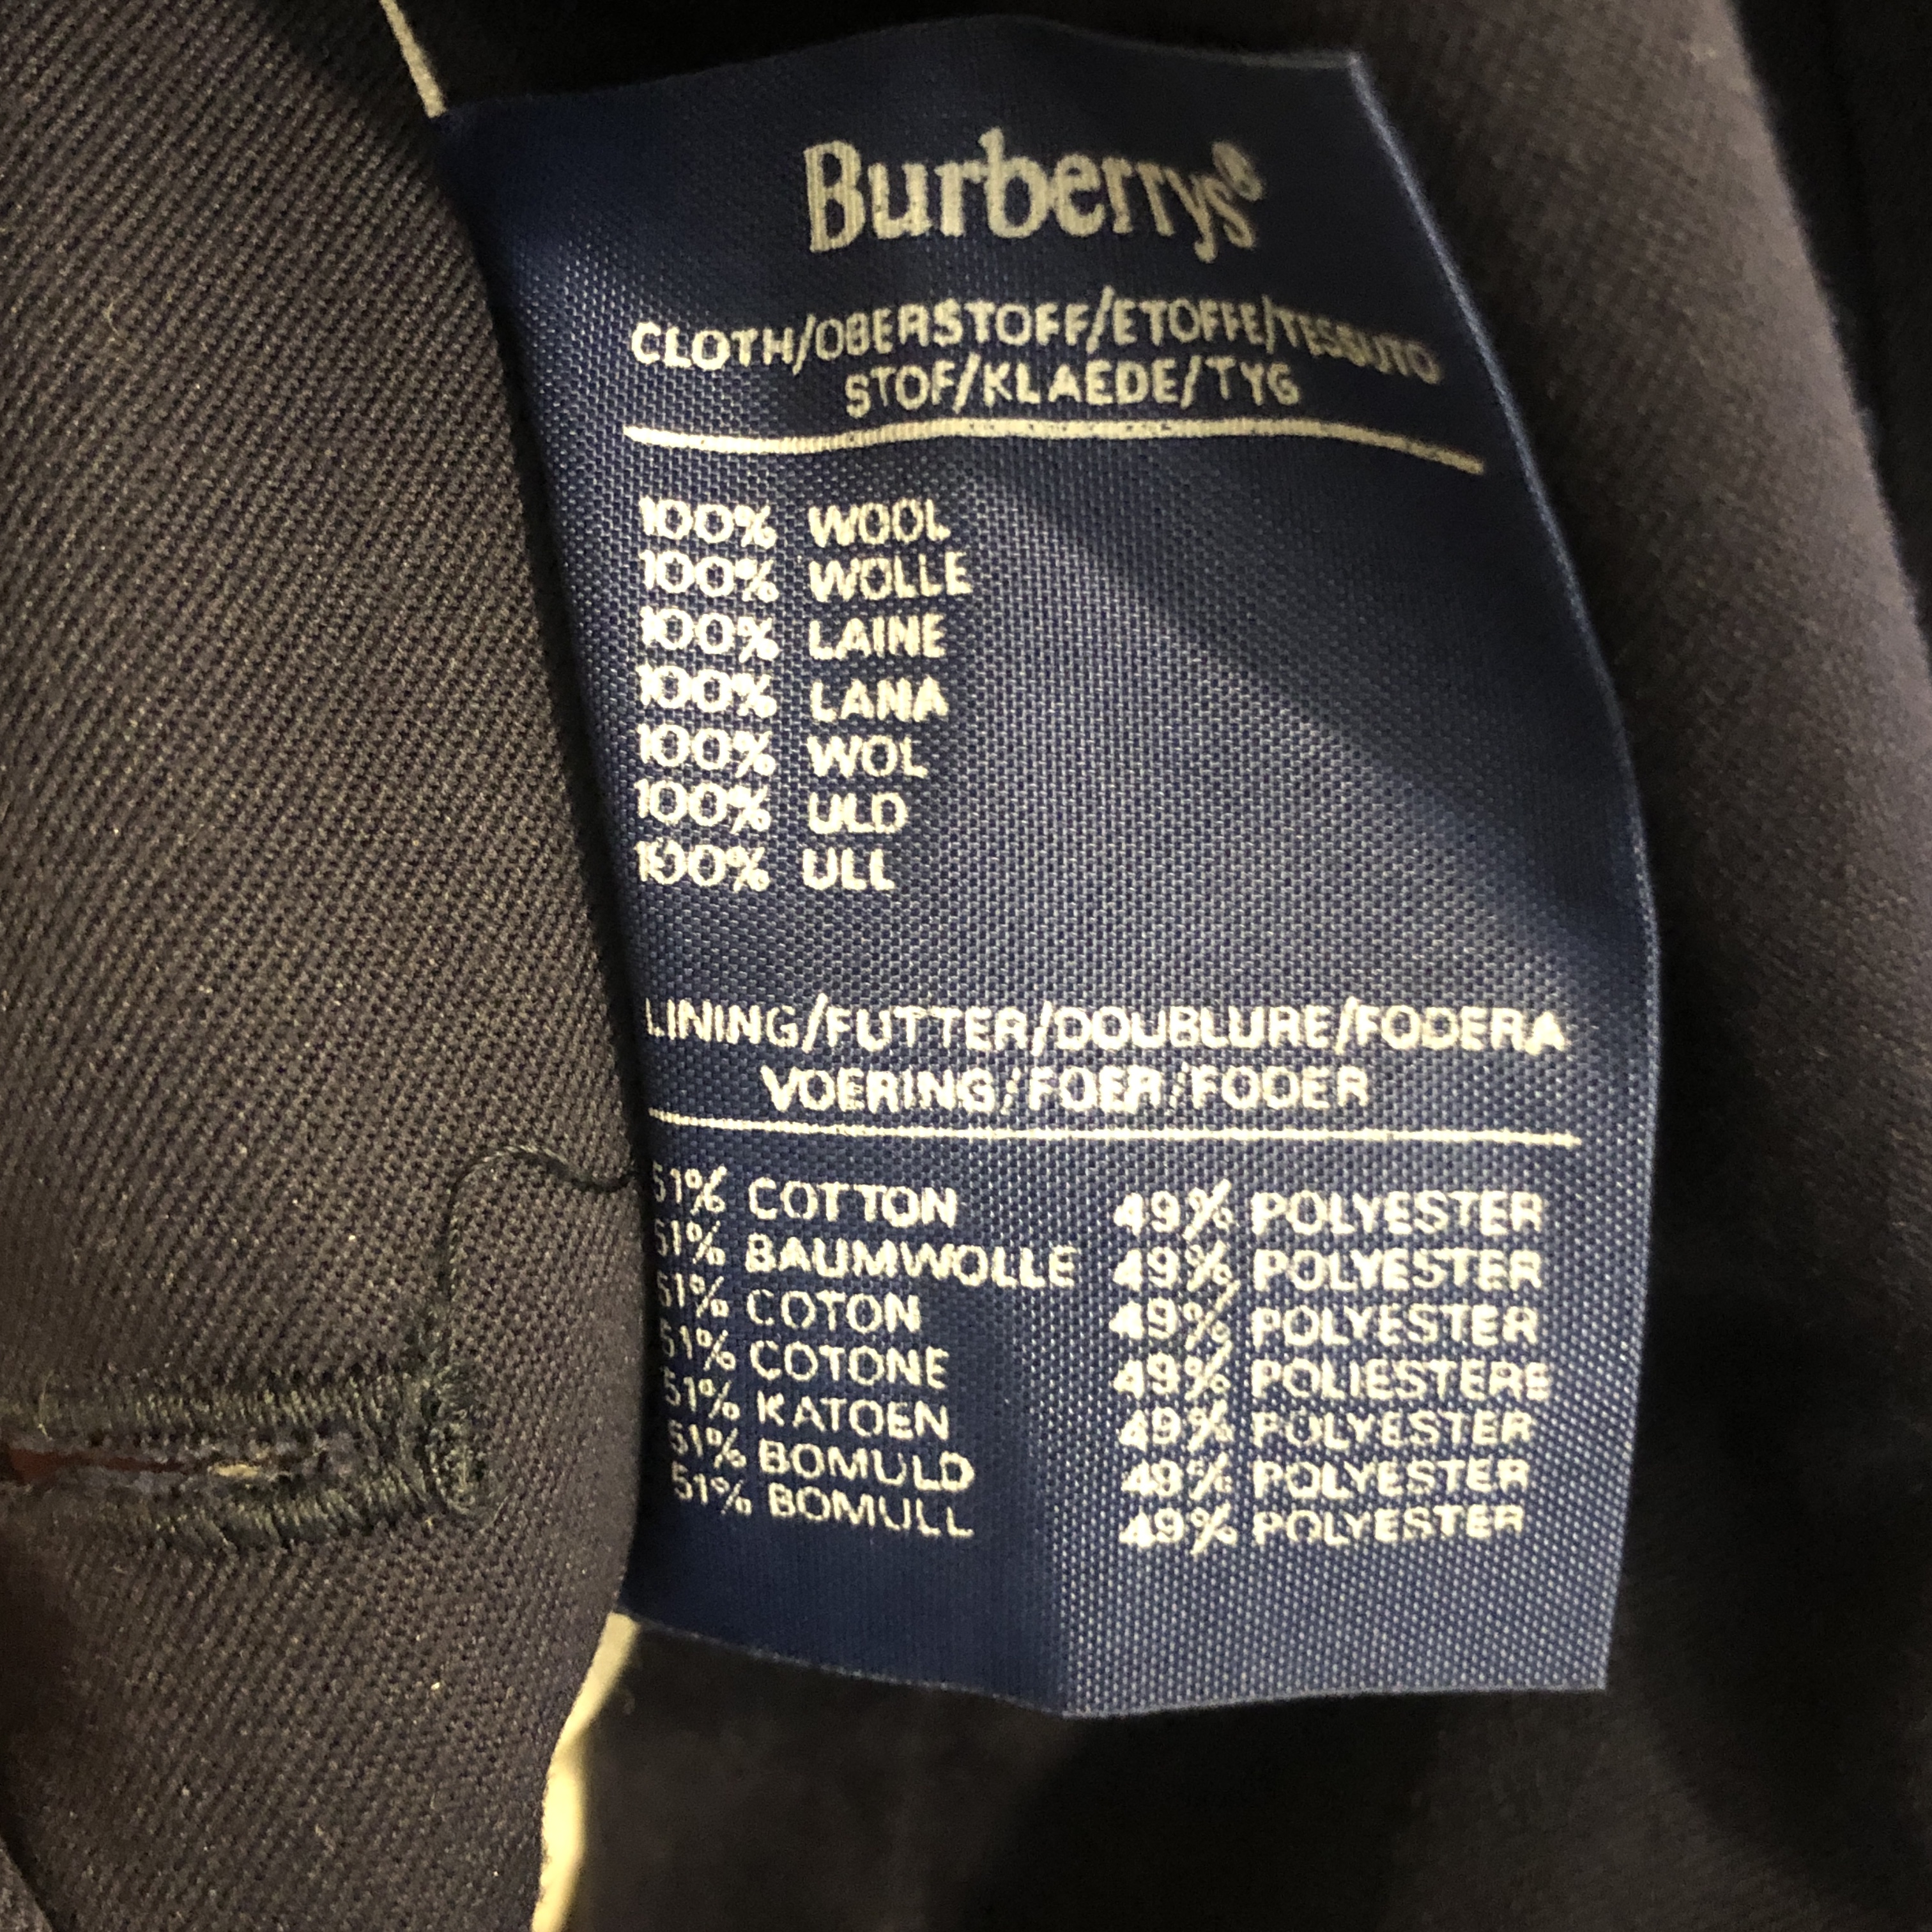 Burberrys®
CLOTH/OBERSTOFF/ETOFFE/TESSUTO
STOF/KLAEDE/TYG
100% WOOL
100% WOLLE
100% LAINE
100% LANA
100% WOL
100% ULD
100% ULL
LINING/FUTTER/DOUBLURE/FODERA
VOERING/FOER/FODER
51% COTTON 49% POLYESTER
51% BAUMWOLLE 49% POLYESTER
51% COTON 49% POLYESTER
51% COTONE 49% POLIESTERE
51% KATOEN 49% POLYESTER
51% BOMULD 49% POLYESTER
51% BOMULL 49% POLYESTER